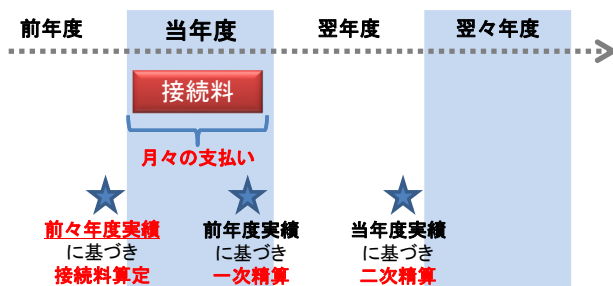 前年度
当年度
翌年度
翌々年度
接続料
月々の支払い
前々年度実績
に基づき
接続料算定
前年度実績
に基づき
一次精算
当年度実績
に基づき
二次精算